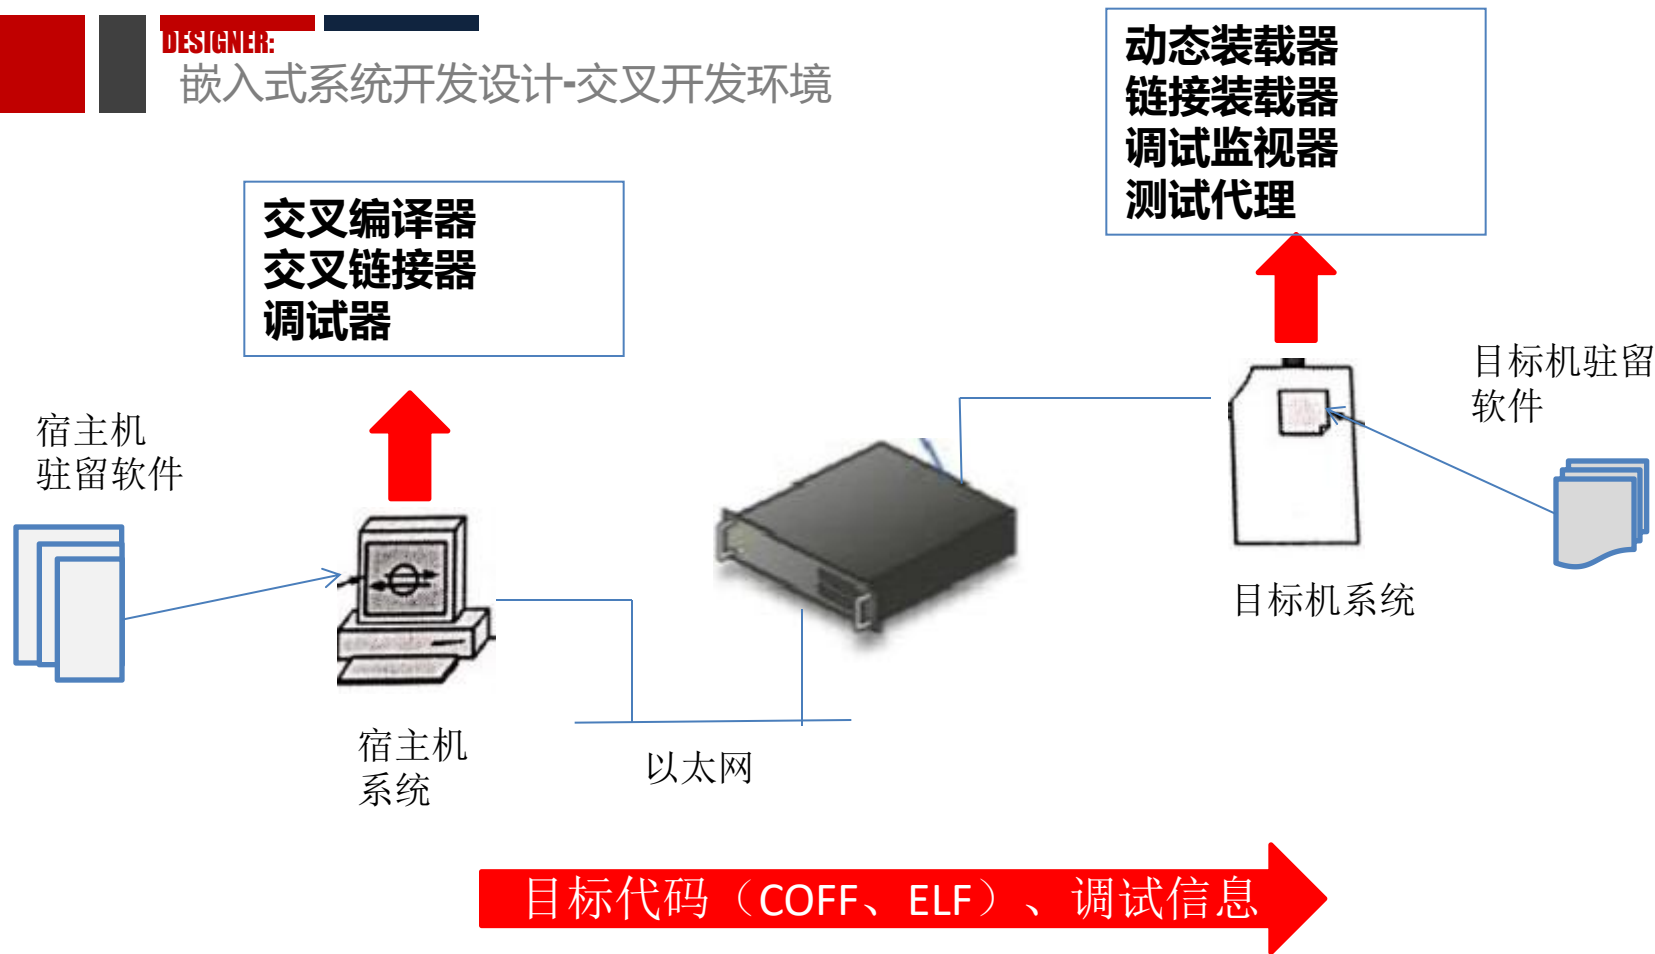 DESIGNER:
嵌入式系统开发设计-交叉开发环境
动态装载器
链接装载器
调试监视器
测试代理
交叉编译器
交叉链接器
调试器
目标机驻留
软件
宿主机
驻留软件
目标机系统
宿主机
系统
以太网
目标代码（COFF、ELF）、调试信息